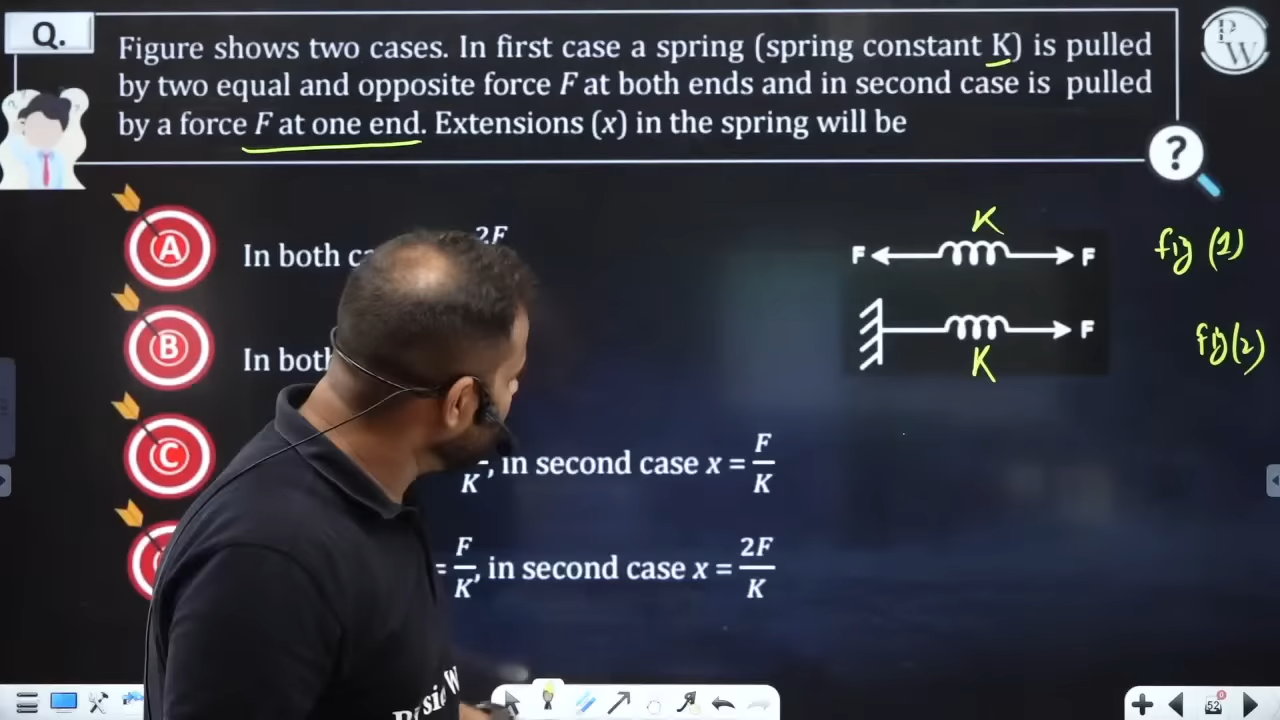 Q.
Figure shows two cases. In first case a spring (spring constant K) is pulled
by two equal and opposite force F at both ends and in second case is pulled
by a force F at one end. Extensions (x) in the spring will be
P
W
?
A
In both 2F
B
In both
C
K, in second case x = F/K
= F/K, in second case x = 2F/K
K
F F
fig (1)
F
K
fig(2)
52